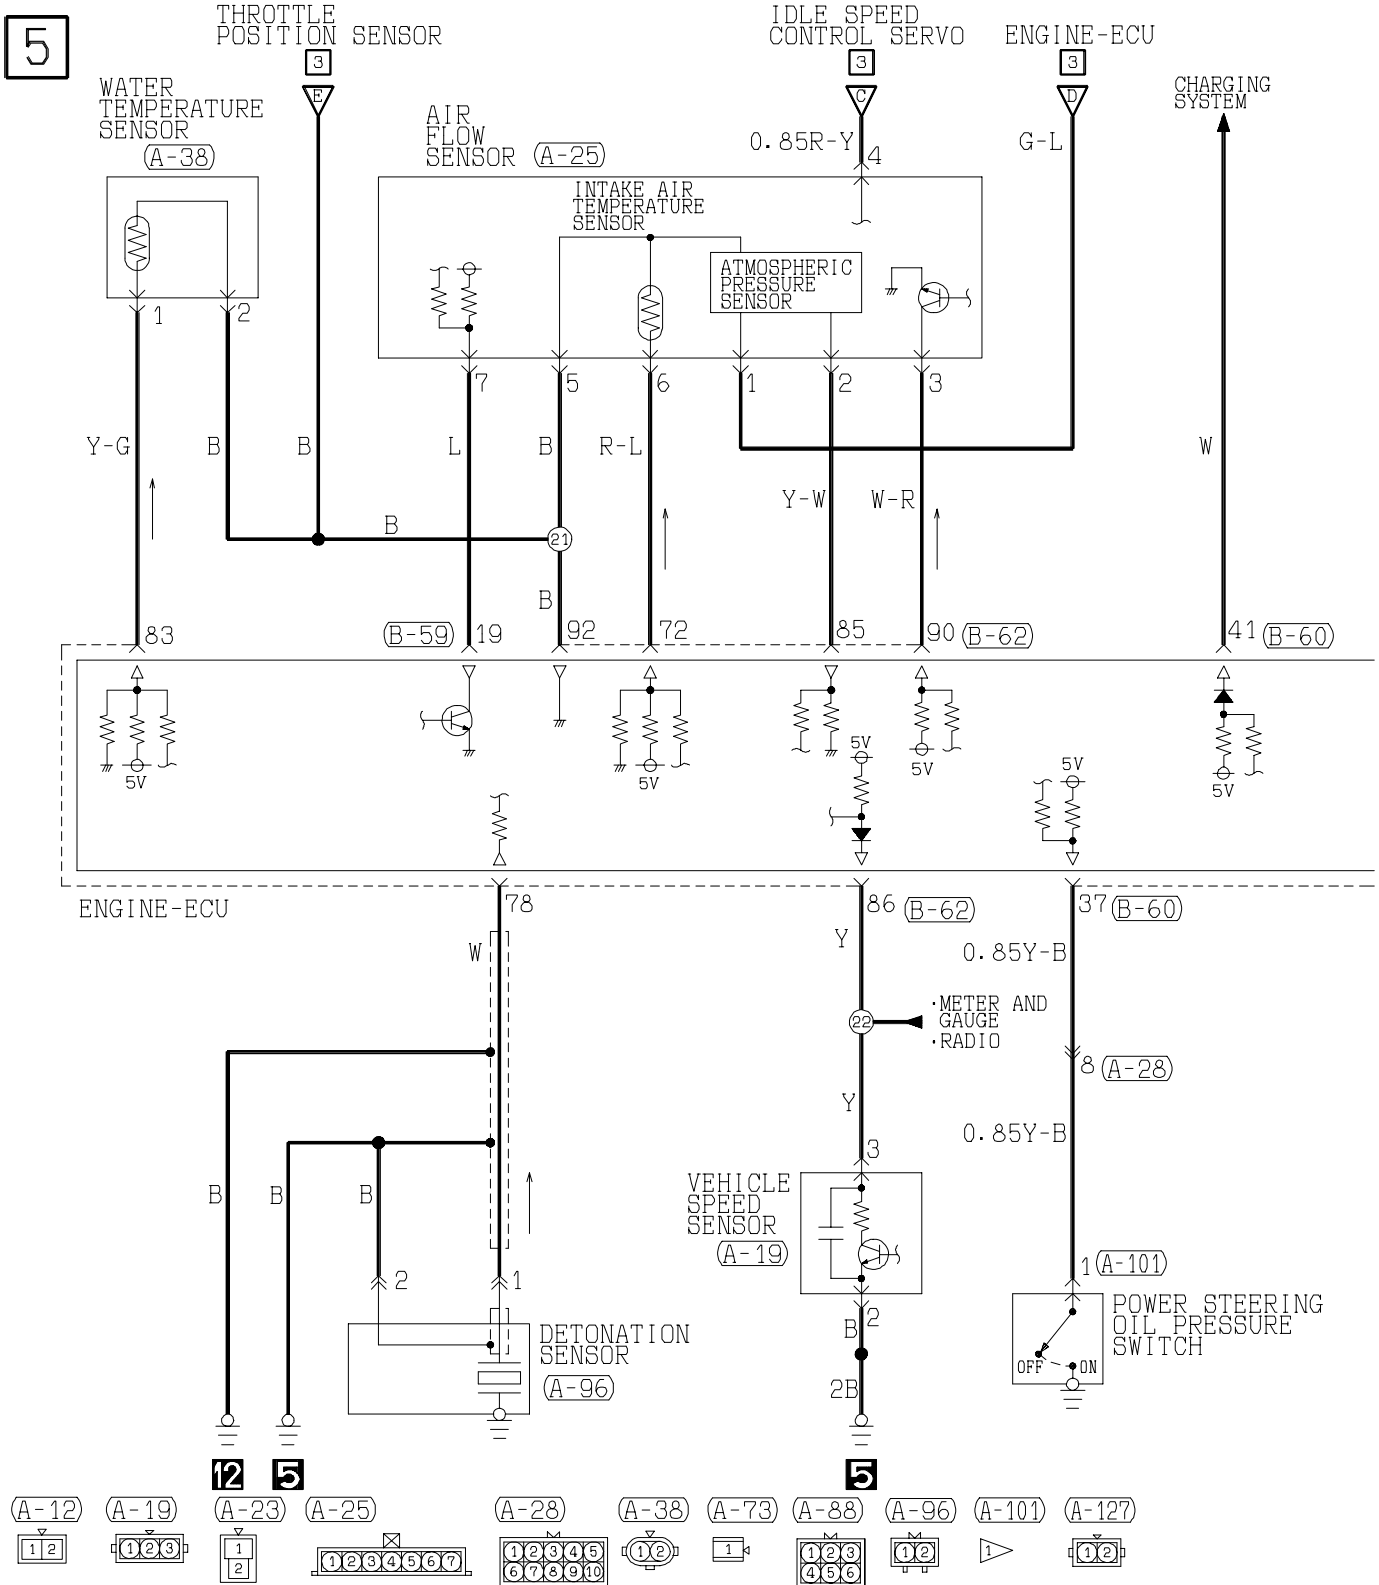 5
THROTTLE
POSITION SENSOR
3
E
IDLE SPEED
CONTROL SERVO
3
C
ENGINE-ECU
3
D
CHARGING
SYSTEM
WATER
TEMPERATURE
SENSOR
A-38
AIR
FLOW
SENSOR A-25
0.85R-Y
4
G-L
INTAKE AIR
TEMPERATURE
SENSOR
ATMOSPHERIC
PRESSURE
SENSOR
1 2
7 5 6 1 2 3
Y-G B B L B R-L W
Y-W W-R
B
21
B
83 B-59 19 92 72 85 90 B-62 41 B-60
5V 5V 5V 5V 5V 5V
ENGINE-ECU
78 86 B-62 37 B-60
W Y 0.85Y-B
22
·METER AND
GAUGE
·RADIO
8 A-28
Y 0.85Y-B
3
B B B
VEHICLE
SPEED
SENSOR
A-19
2 1
1 A-101
2
B
2B
DETONATION
SENSOR
A-96
POWER STEERING
OIL PRESSURE
SWITCH
OFF ON
12 5 5
A-12 A-19 A-23 A-25 A-28 A-38 A-73 A-88 A-96 A-101 A-127
1 2
1 2 3
1
2
1 2 3 4 5 6 7
1 2 3 4 5
6 7 8 9 10
1 2
1
1 2 3
4 5 6
1 2
1
1 2